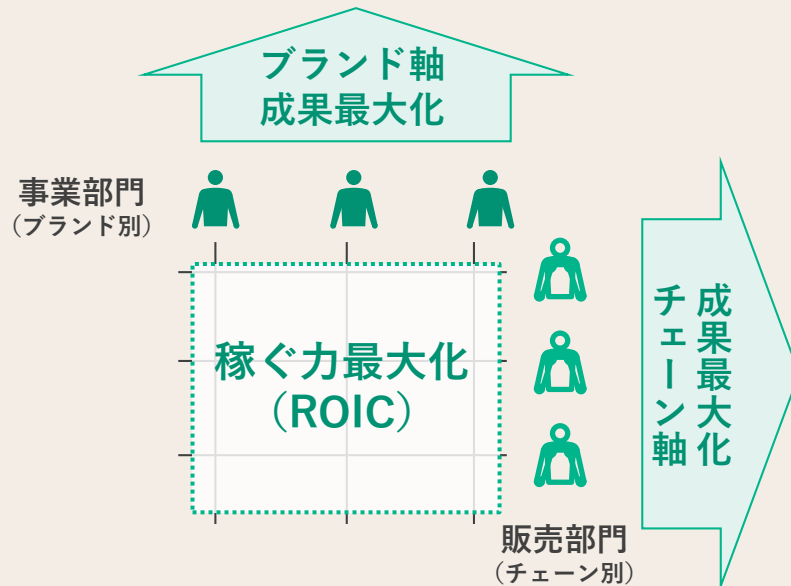 ブランド軸
成果最大化
事業部門
（ブランド別）
稼ぐ力最大化
（ROIC）
成果最大化
チェーン軸
販売部門
（チェーン別）